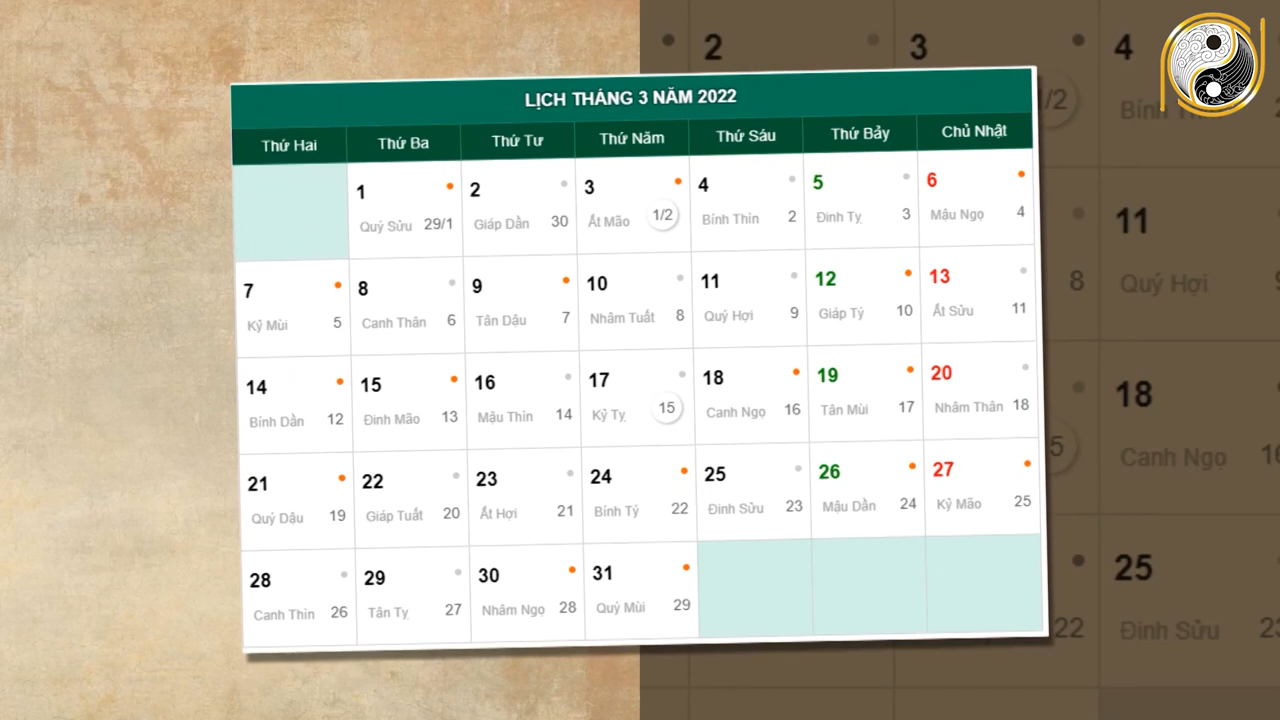 LỊCH THÁNG 3 NĂM 2022
Thứ Hai Thứ Ba Thứ Tư Thứ Năm Thứ Sáu Thứ Bảy Chủ Nhật
1 2 3 4 5 6
Quý Sửu 29/1 Giáp Dần 30 Ất Mão 1/2 Bính Thìn 2 Đinh Tỵ 3 Mậu Ngọ 4
7 8 9 10 11 12 13
Kỷ Mùi 5 Canh Thân 6 Tân Dậu 7 Nhâm Tuất 8 Quý Hợi 9 Giáp Tý 10 Ất Sửu 11
14 15 16 17 18 19 20
Bính Dần 12 Đinh Mão 13 Mậu Thìn 14 Kỷ Tỵ 15 Canh Ngọ 16 Tân Mùi 17 Nhâm Thân 18
21 22 23 24 25 26 27
Quý Dậu 19 Giáp Tuất 20 Ất Hợi 21 Bính Tý 22 Đinh Sửu 23 Mậu Dần 24 Kỷ Mão 25
28 29 30 31
Canh Thìn 26 Tân Tỵ 27 Nhâm Ngọ 28 Quý Mùi 29
2 3 4
/2 Bính
11
8 Quý Hợi
18
5 Canh Ngọ
25
22 Đinh Sửu